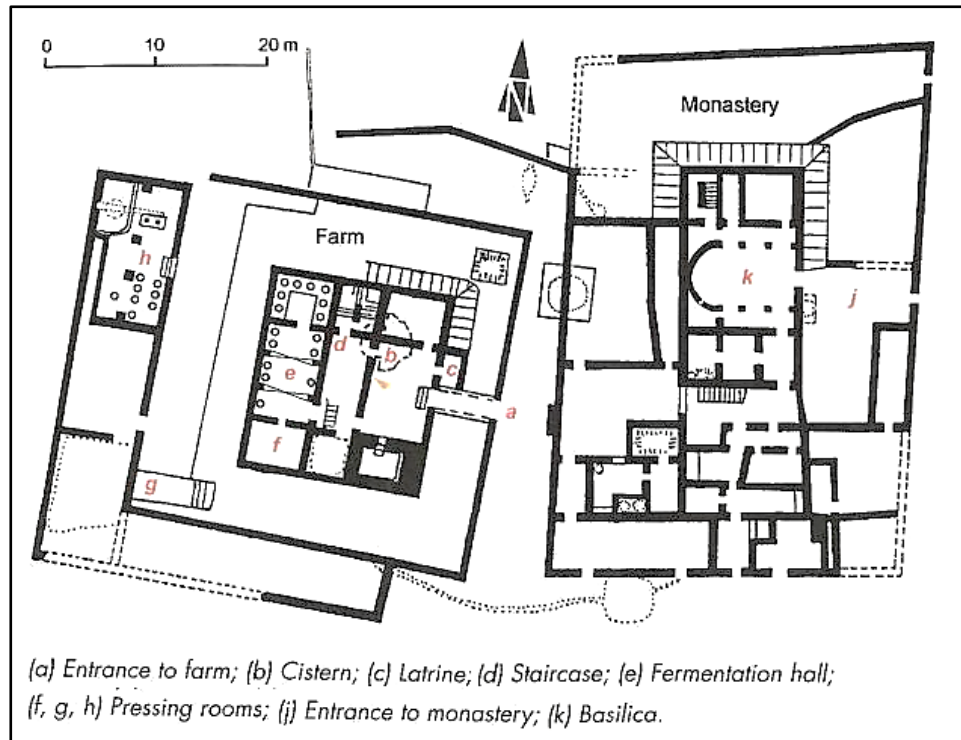 0 10 20 m
N
Monastery
Farm
h
k
j
d
b
c
e
a
f
g
(a) Entrance to farm; (b) Cistern; (c) Latrine; (d) Staircase; (e) Fermentation hall;
(f, g, h) Pressing rooms; (j) Entrance to monastery; (k) Basilica.